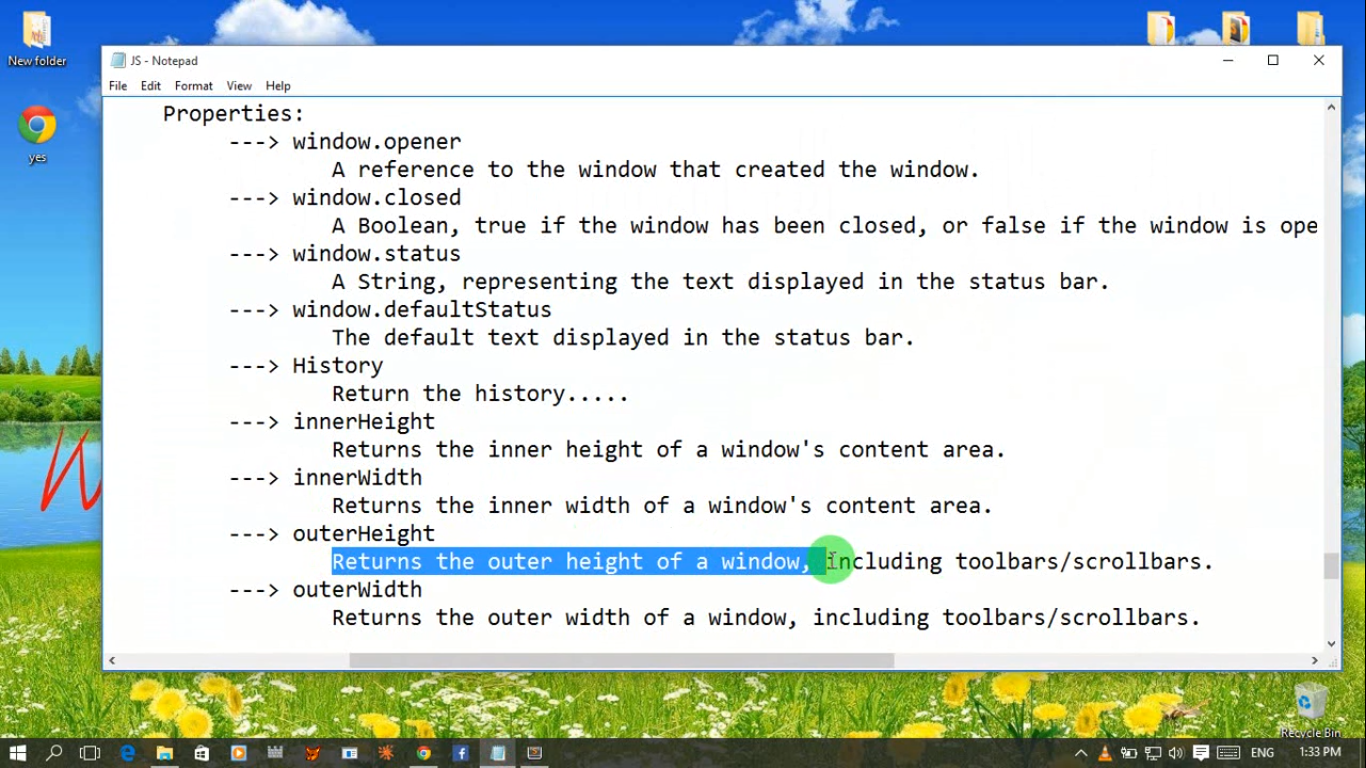 New folder
yes
JS - Notepad
File Edit Format View Help
Properties:
---> window.opener
A reference to the window that created the window.
---> window.closed
A Boolean, true if the window has been closed, or false if the window is ope
---> window.status
A String, representing the text displayed in the status bar.
---> window.defaultStatus
The default text displayed in the status bar.
---> History
Return the history.....
---> innerHeight
Returns the inner height of a window's content area.
---> innerWidth
Returns the inner width of a window's content area.
---> outerHeight
Returns the outer height of a window, including toolbars/scrollbars.
---> outerWidth
Returns the outer width of a window, including toolbars/scrollbars.
Recycle Bin
ENG 1:33 PM